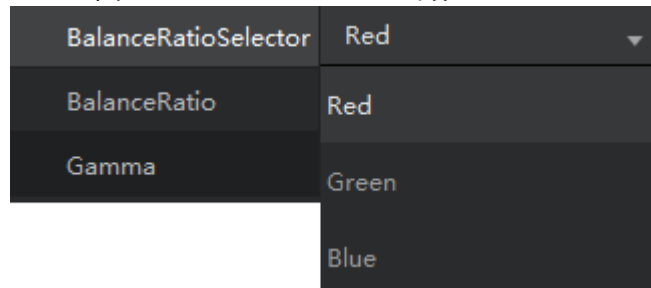 BalanceRatioSelector Red
BalanceRatio Red
Gamma Green
Blue